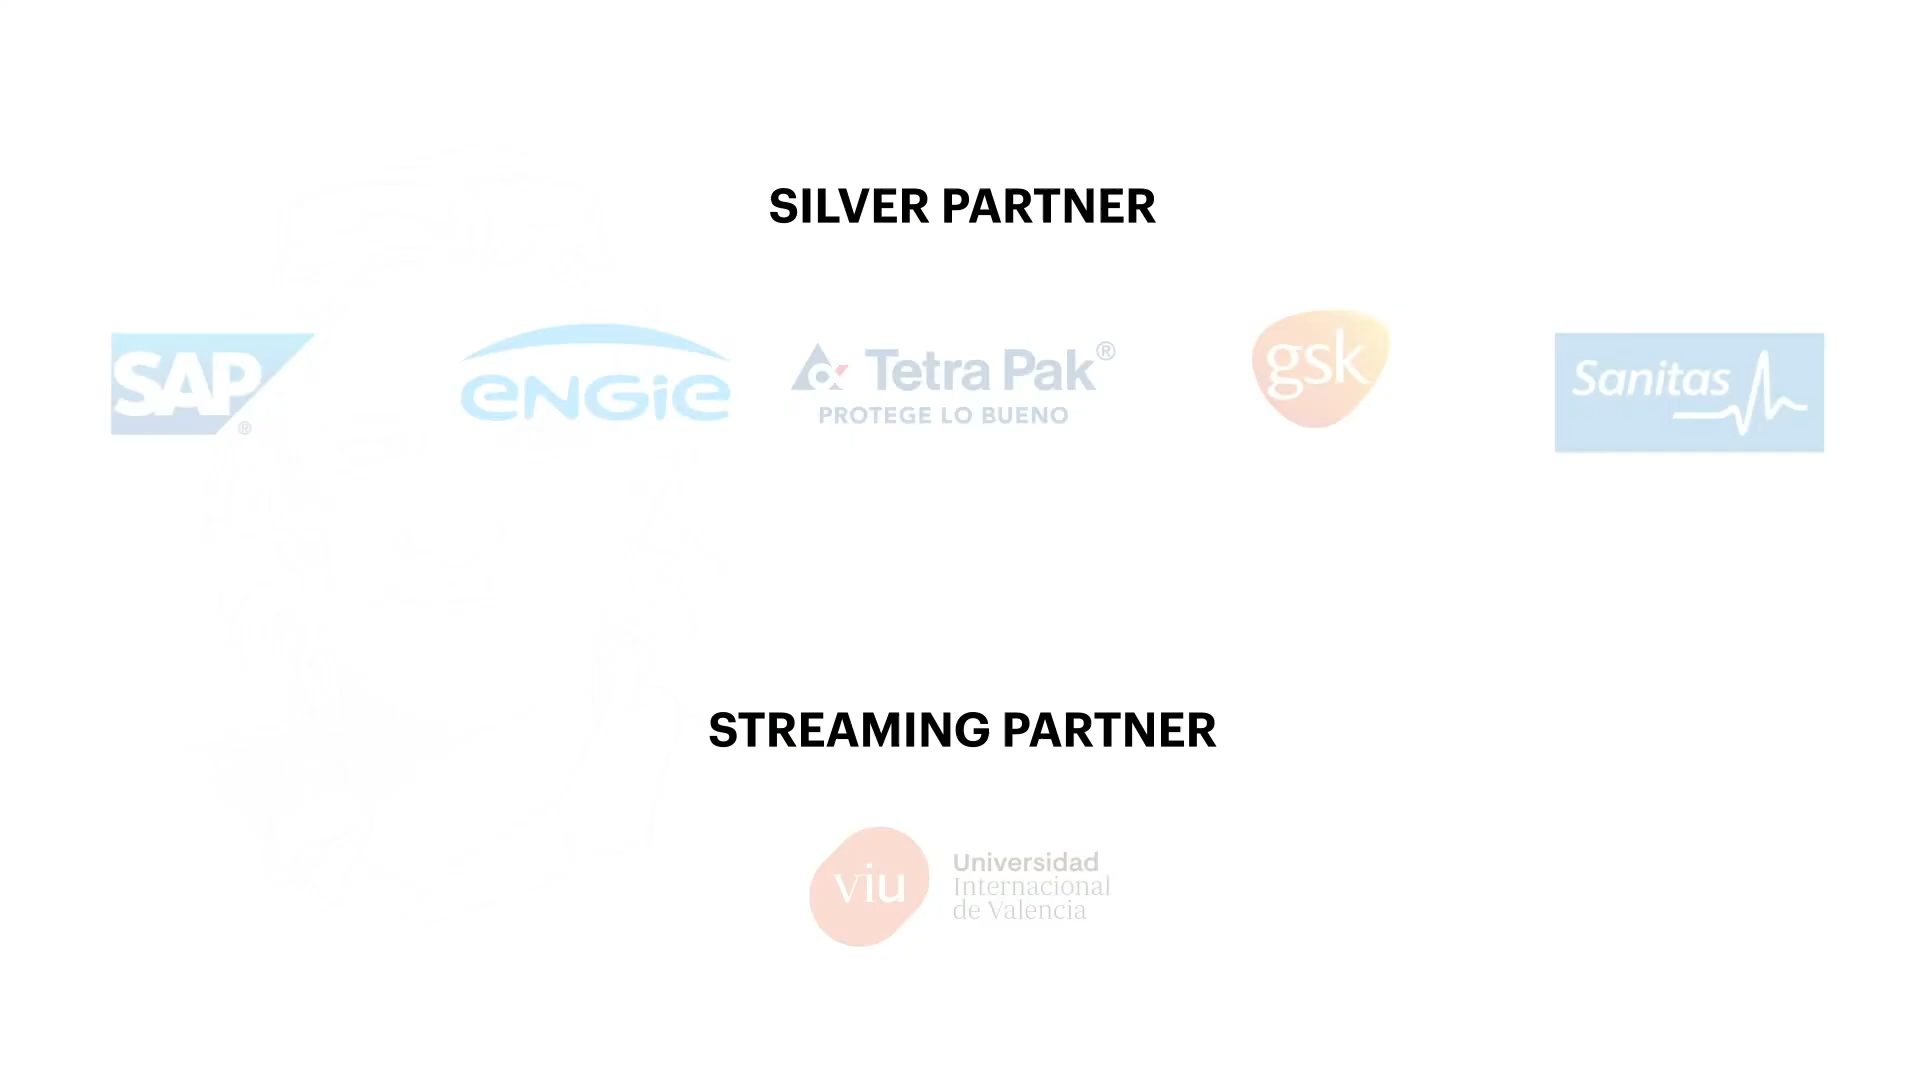 SILVER PARTNER
SAP ®
ENGIE
Tetra Pak®
PROTEGE LO BUENO
gsk
Sanitas
STREAMING PARTNER
viu
Universidad
Internacional
de Valencia